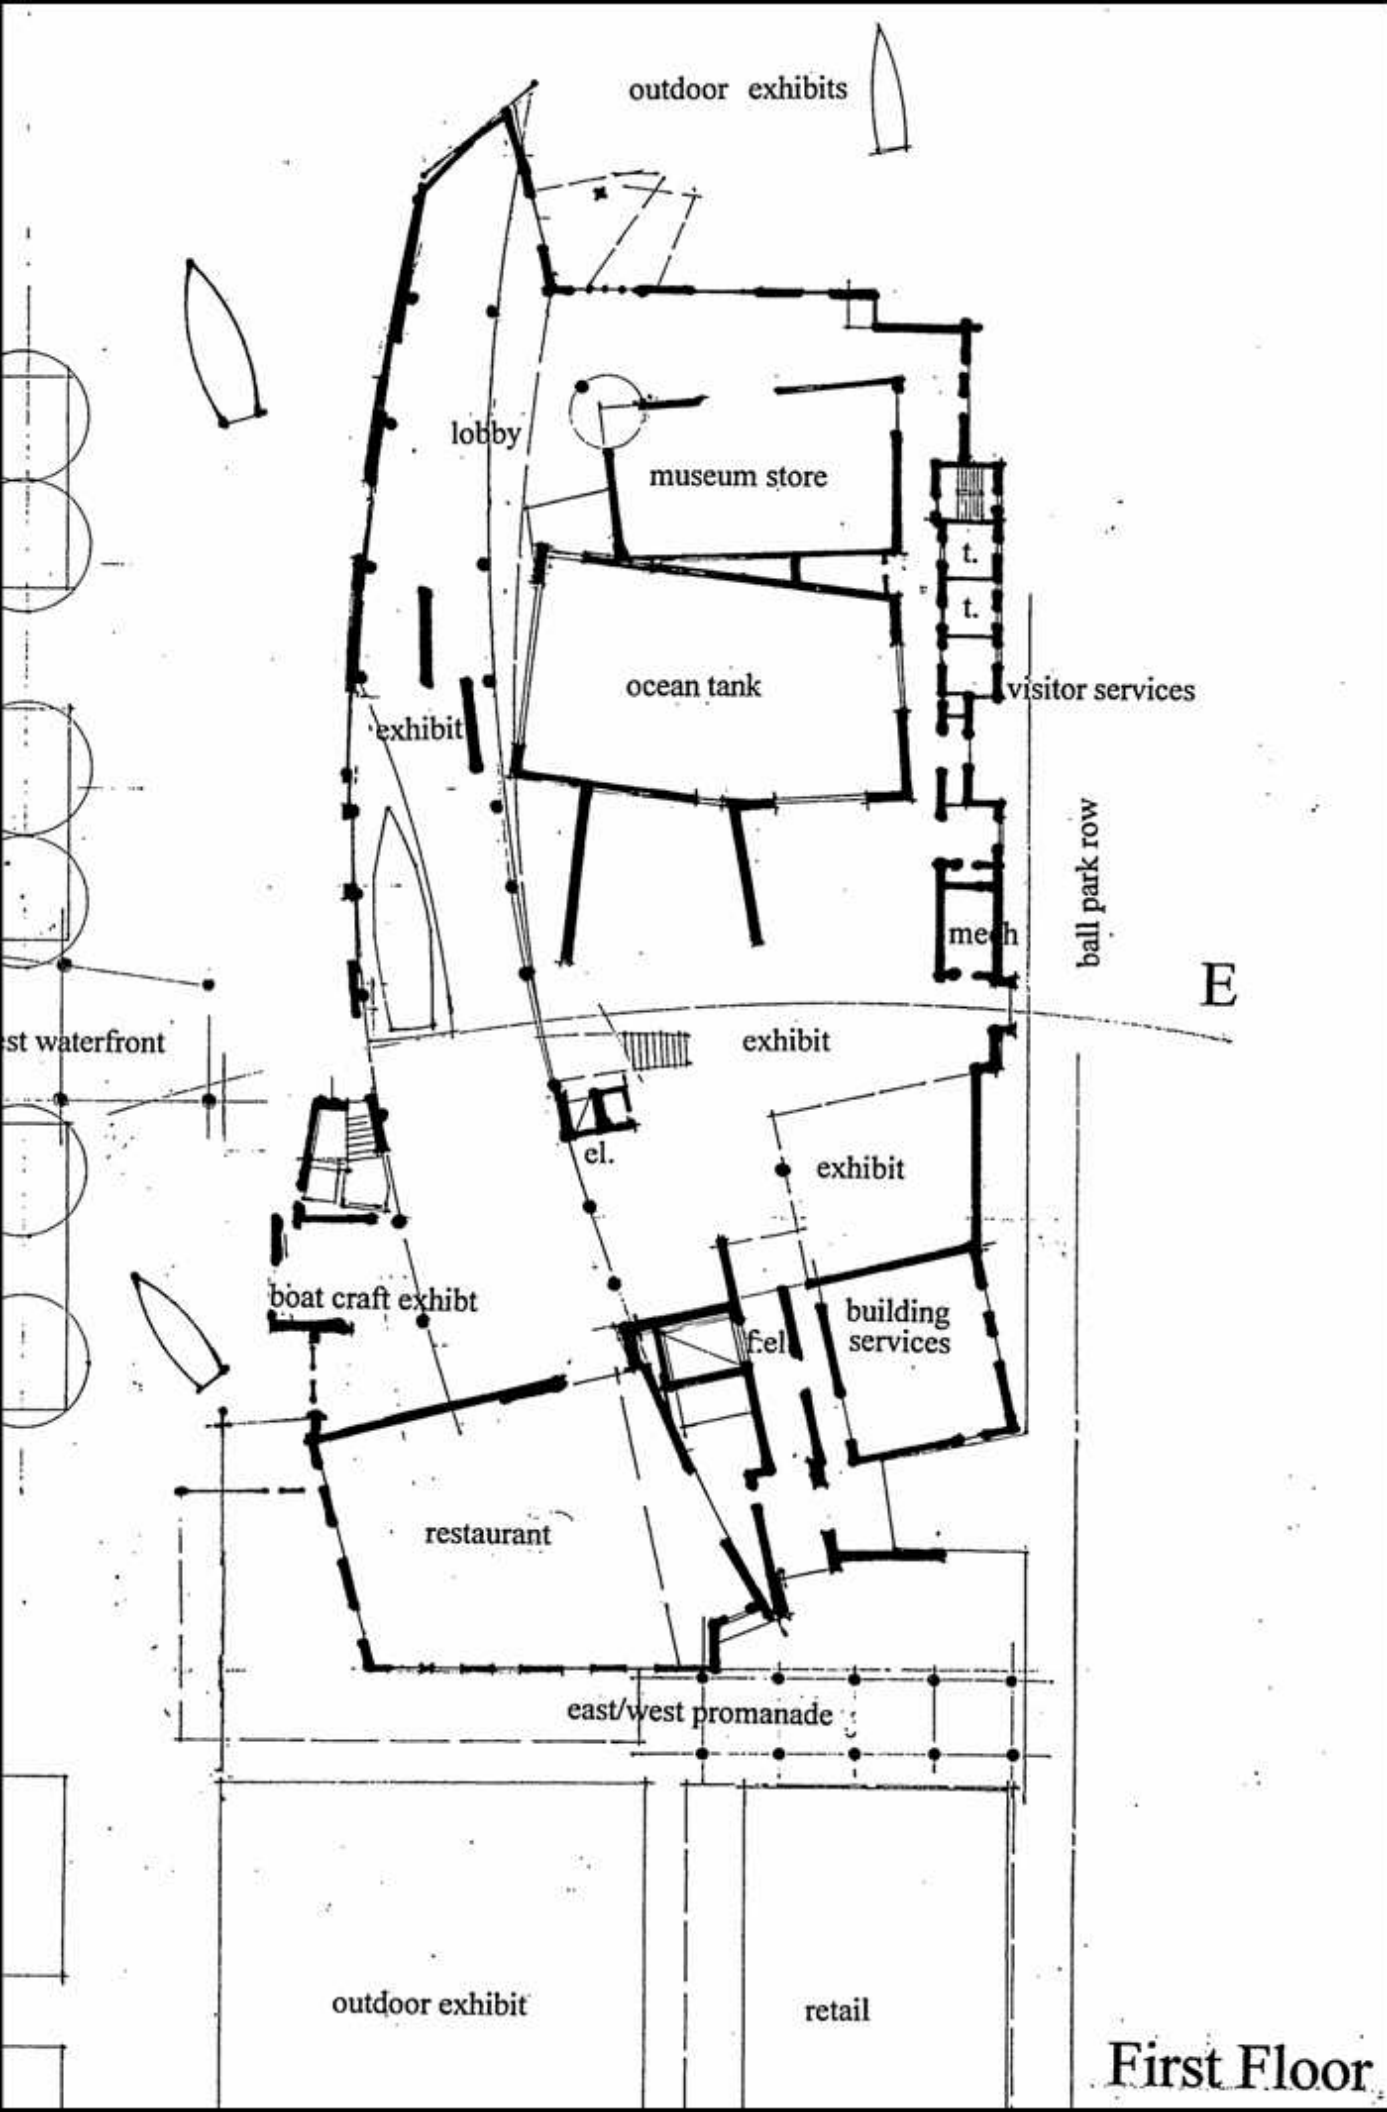 outdoor exhibits
lobby
museum store
t.
t.
ocean tank
visitor services
exhibit
ball park row
mech
E
est waterfront
exhibit
el.
exhibit
boat craft exhibt
building
services
f.el.
restaurant
east/west promanade
outdoor exhibit
retail
First Floor